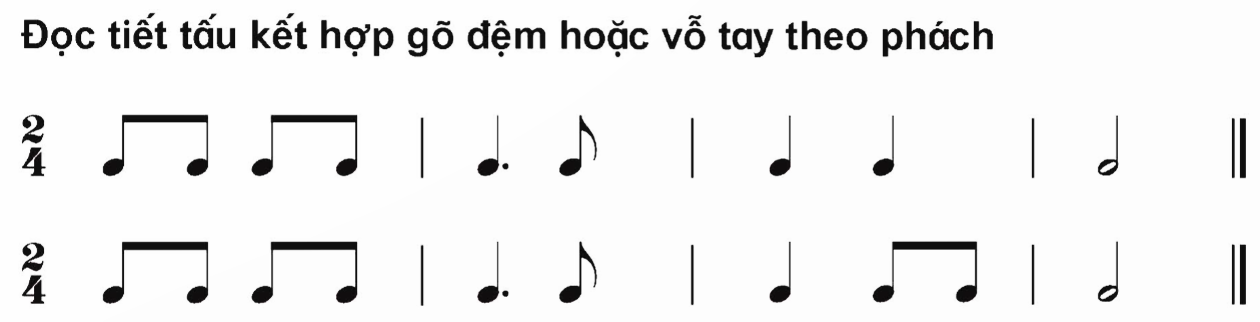 Đọc tiết tấu kết hợp gõ đệm hoặc vỗ tay theo phách
2
4
2
4